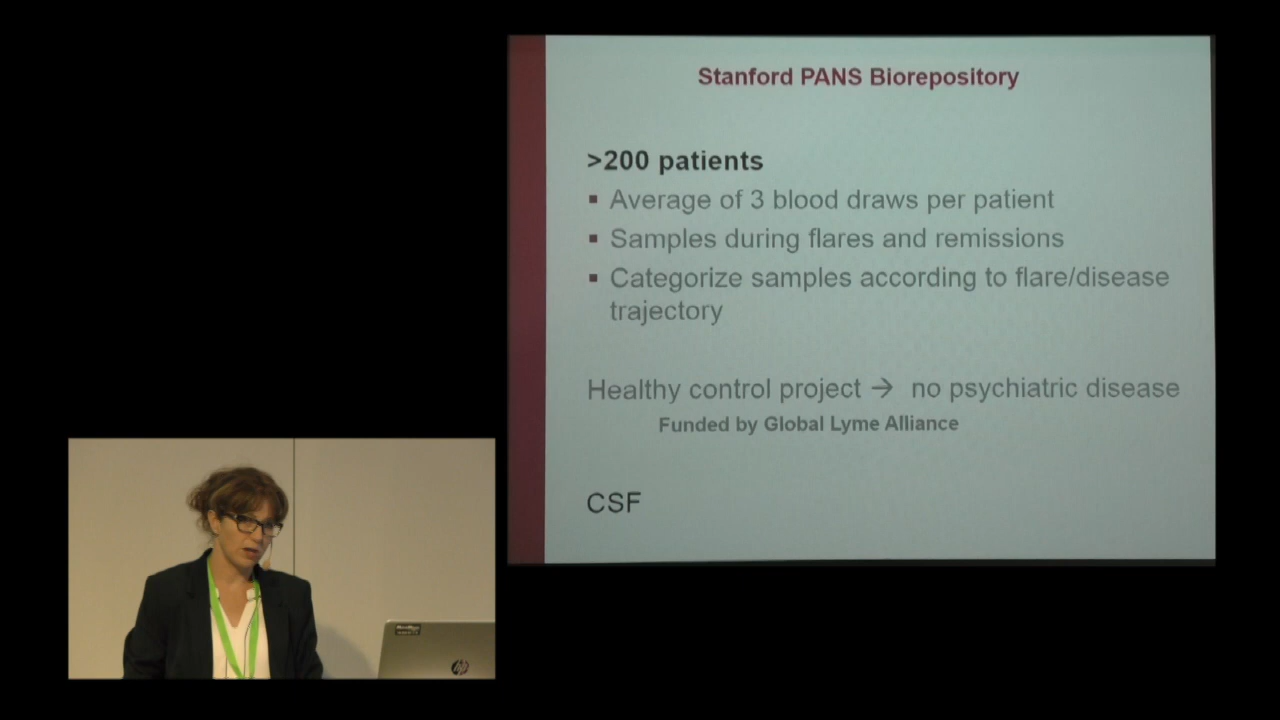 Stanford PANS Biorepository
>200 patients
▪ Average of 3 blood draws per patient
▪ Samples during flares and remissions
▪ Categorize samples according to flare/disease
trajectory
Healthy control project → no psychiatric disease
Funded by Global Lyme Alliance
CSF
hp